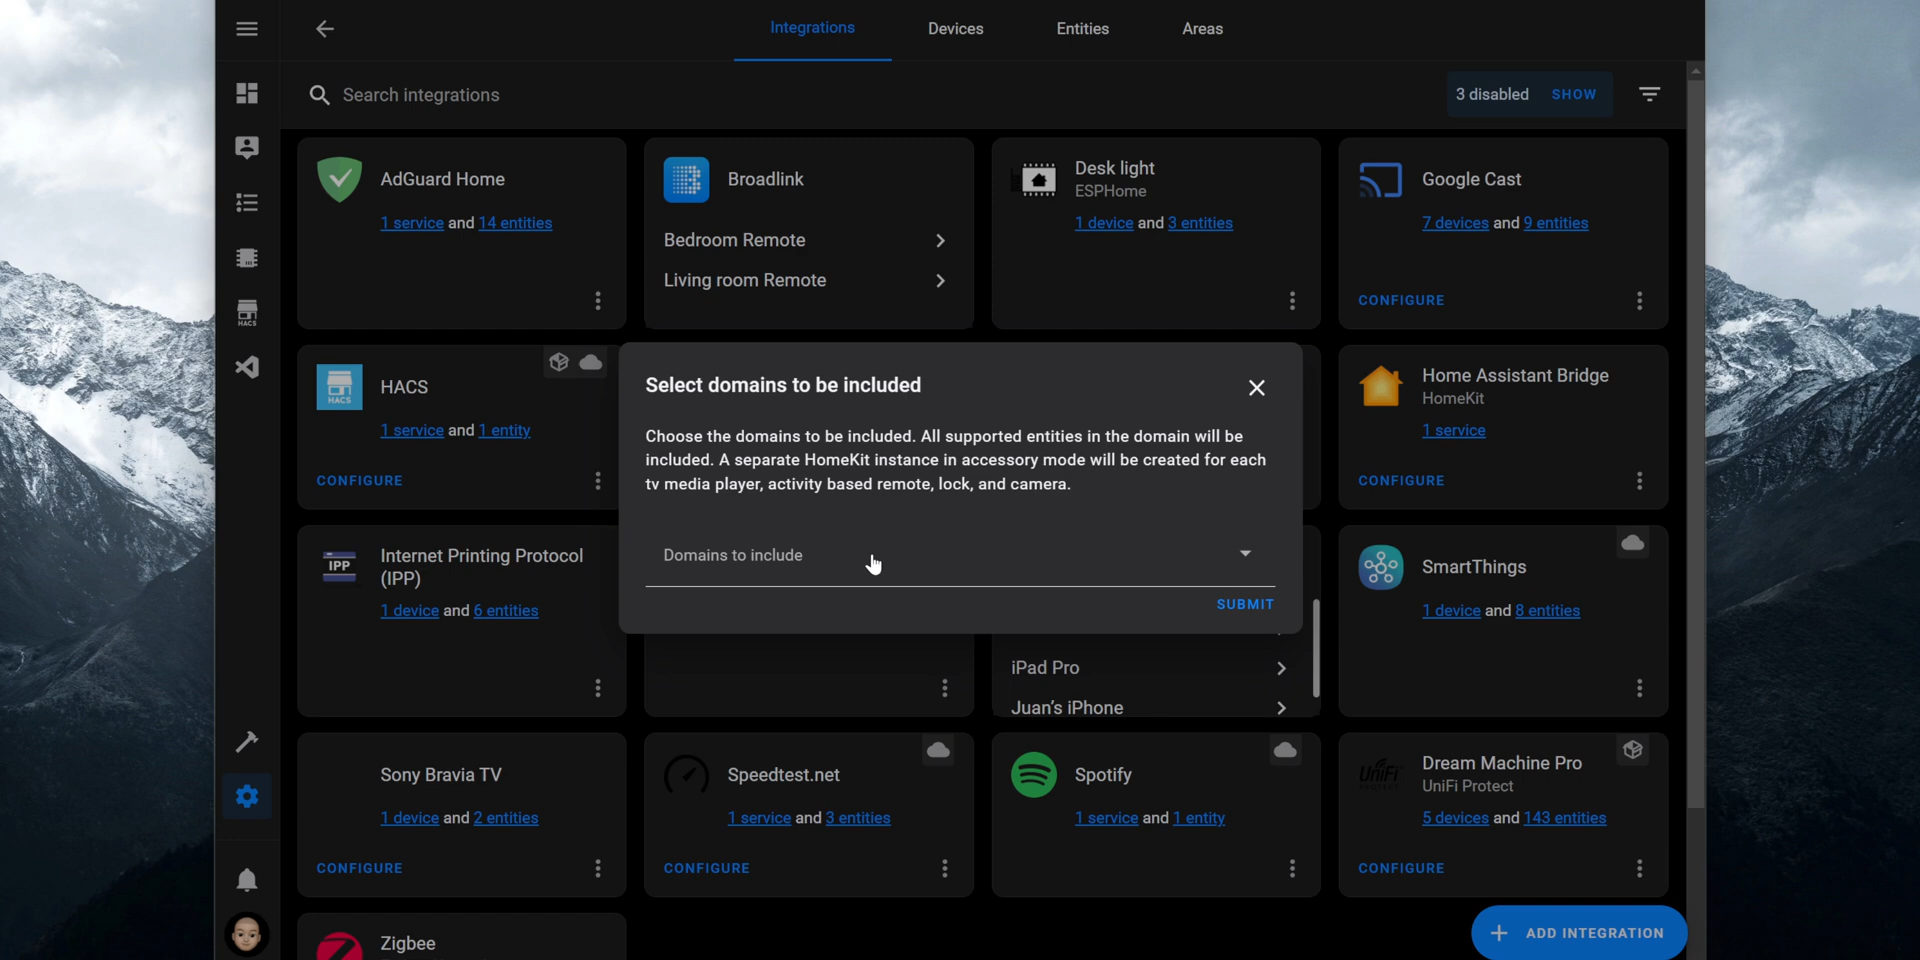 Integrations
Devices
Entities
Areas
Search integrations
3 disabled SHOW
AdGuard Home
1 service and 14 entities
Broadlink
Bedroom Remote
Living room Remote
Desk light
ESPHome
1 device and 3 entities
Google Cast
7 devices and 9 entities
CONFIGURE
HACS
HACS
HACS
1 service and 1 entity
CONFIGURE
Select domains to be included
Choose the domains to be included. All supported entities in the domain will be
included. A separate HomeKit instance in accessory mode will be created for each
tv media player, activity based remote, lock, and camera.
Domains to include
SUBMIT
Home Assistant Bridge
HomeKit
1 service
CONFIGURE
IPP
Internet Printing Protocol
(IPP)
1 device and 6 entities
iPad Pro
Juan's iPhone
SmartThings
1 device and 8 entities
Sony Bravia TV
1 device and 2 entities
CONFIGURE
Speedtest.net
1 service and 3 entities
CONFIGURE
Spotify
1 service and 1 entity
UniFi
PROTECT
Dream Machine Pro
UniFi Protect
5 devices and 143 entities
CONFIGURE
Zigbee
ADD INTEGRATION